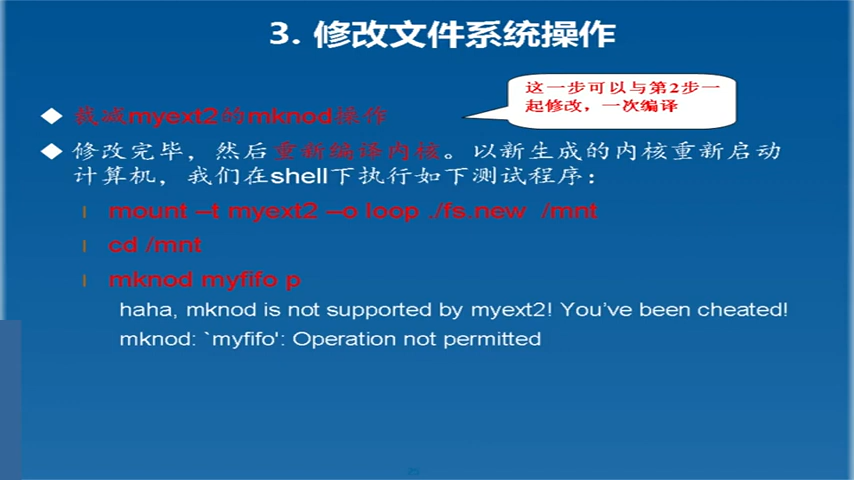 3. 修改文件系统操作
这一步可以与第2步一
起修改，一次编译
裁减myext2的mknod操作
修改完毕，然后重新编译内核。以新生成的内核重新启动
计算机，我们在shell下执行如下测试程序：
mount –t myext2 –o loop ./fs.new /mnt
cd /mnt
mknod myfifo p
haha, mknod is not supported by myext2! You've been cheated!
mknod: `myfifo': Operation not permitted